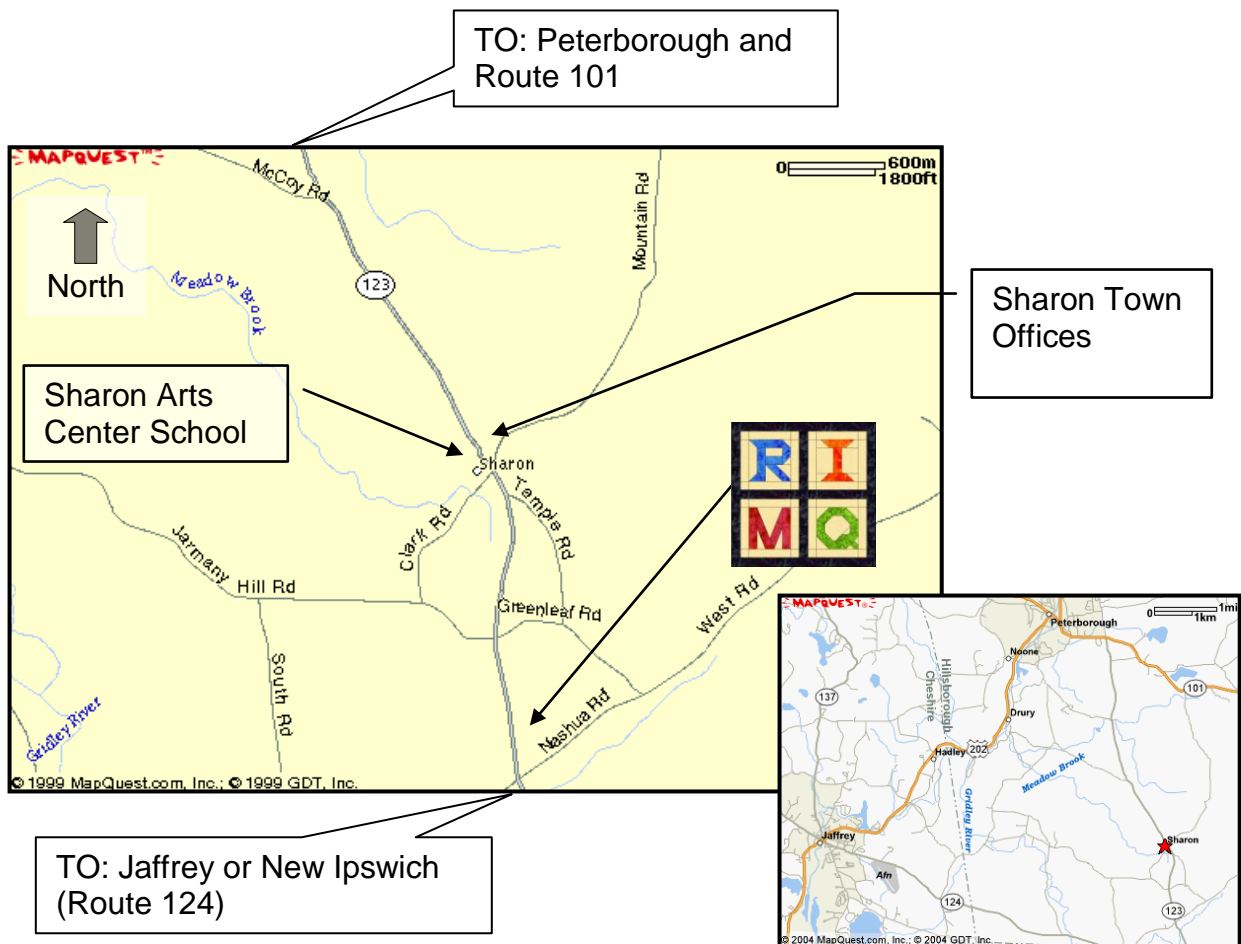 TO: Peterborough and
Route 101
MAPQUEST™
0 600m
1800ft
McCoy Rd
Mountain Rd
North
Meadow Brook
123
Sharon Town
Offices
Sharon Arts
Center School
Sharon
R I
M Q
Temple Rd
Clark Rd
Jarmany Hill Rd
Greenleaf Rd
West Rd
South Rd
Nashua Rd
Gridley River
© 1999 MapQuest.com, Inc.; © 1999 GDT, Inc.
TO: Jaffrey or New Ipswich
(Route 124)
MAPQUEST®
0 1mi
1km
Peterborough
Noone
Hillsborough
Cheshire
137
101
Drury
202
Hadley
Meadow Brook
Gridley River
Jaffrey
Sharon
Afn
124
123
© 2004 MapQuest.com, Inc.; © 2004 GDT, Inc.